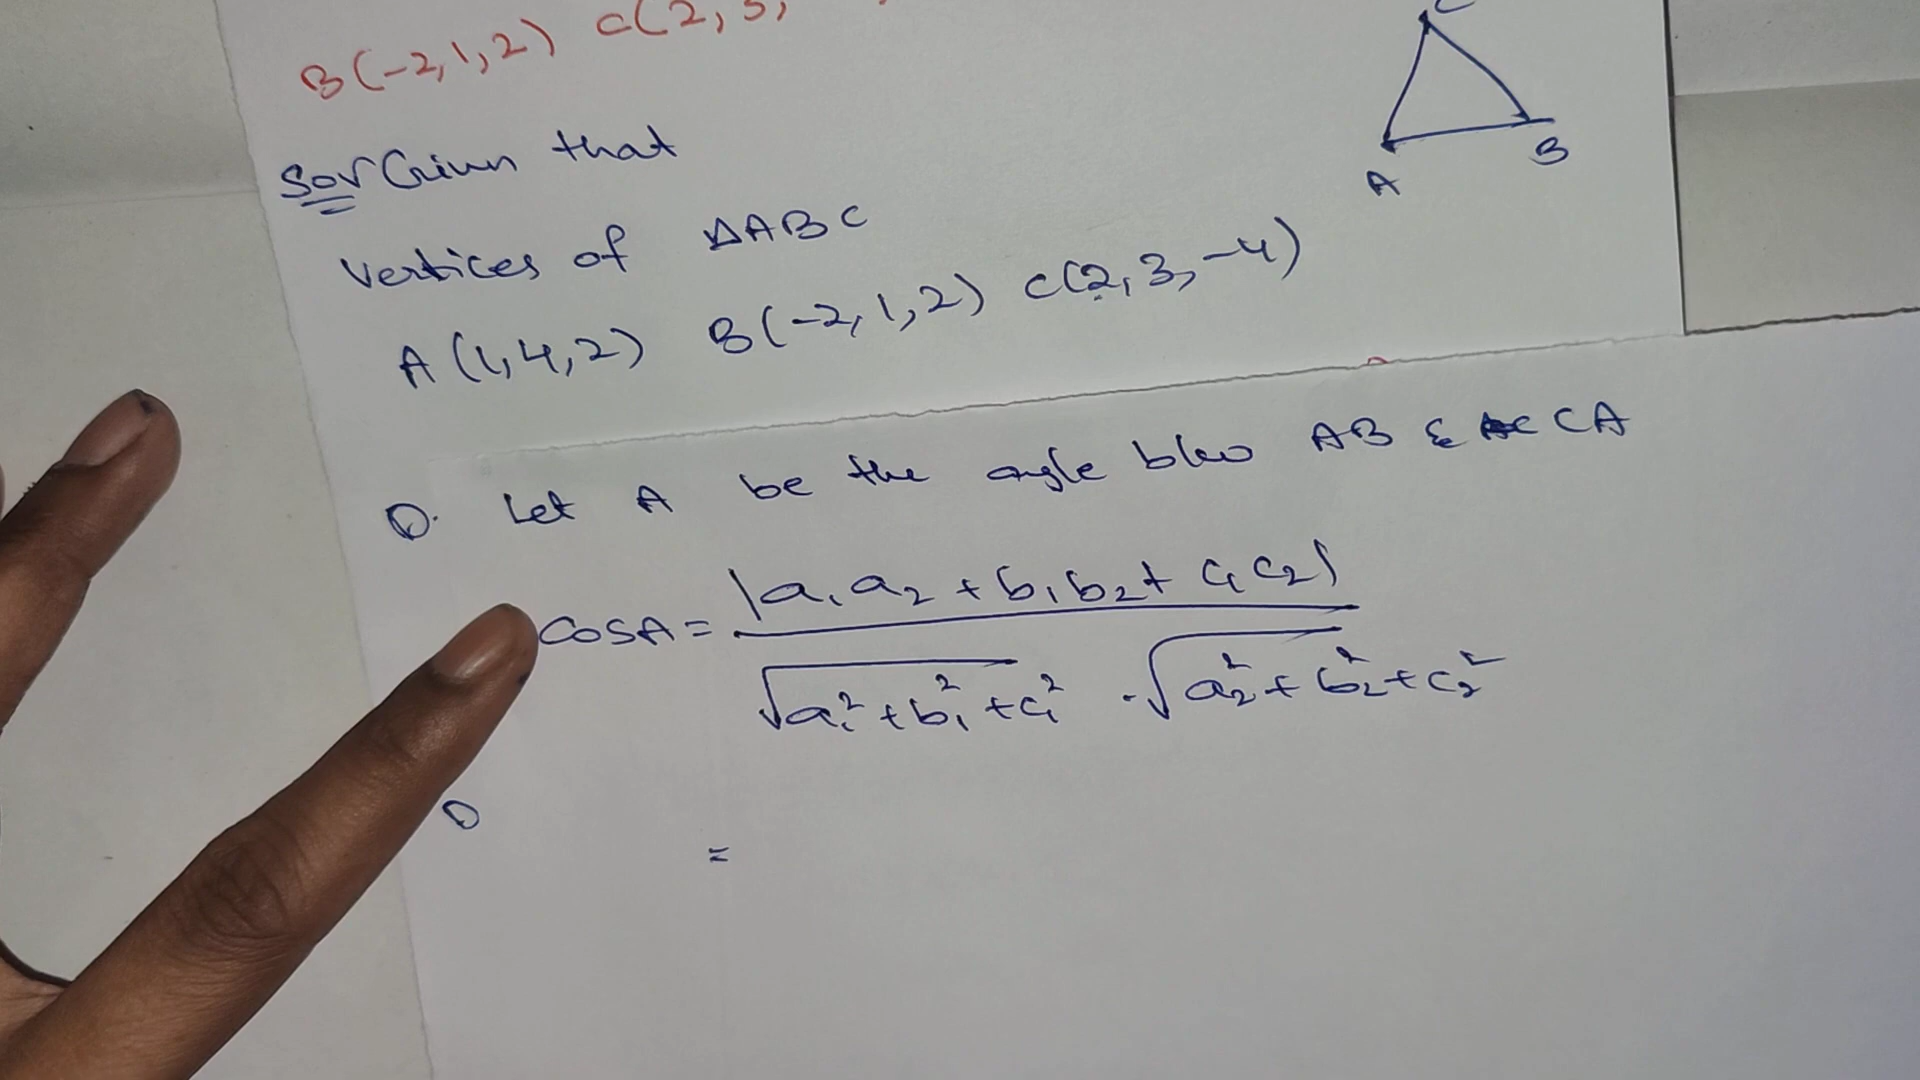 B(-2,1,2) C(2,3,
C
Sol Given that
A B
Vertices of ΔABC
A(1,4,2) B(-2,1,2) C(2,3,-4)
①. Let A be the angle b/w AB & CA
COSA = |a₁a₂ + b₁b₂ + c₁c₂|
√a₁² + b₁² + c₁² . √a₂² + b₂² + c₂²
=